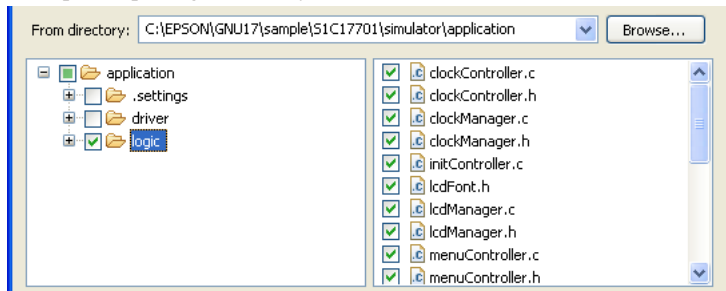 From directory: C:\EPSON\GNU17\sample\S1C17701\simulator\application Browse...
application
.settings
driver
logic
clockController.c
clockController.h
clockManager.c
clockManager.h
initController.c
lcdFont.h
lcdManager.c
lcdManager.h
menuController.c
menuController.h